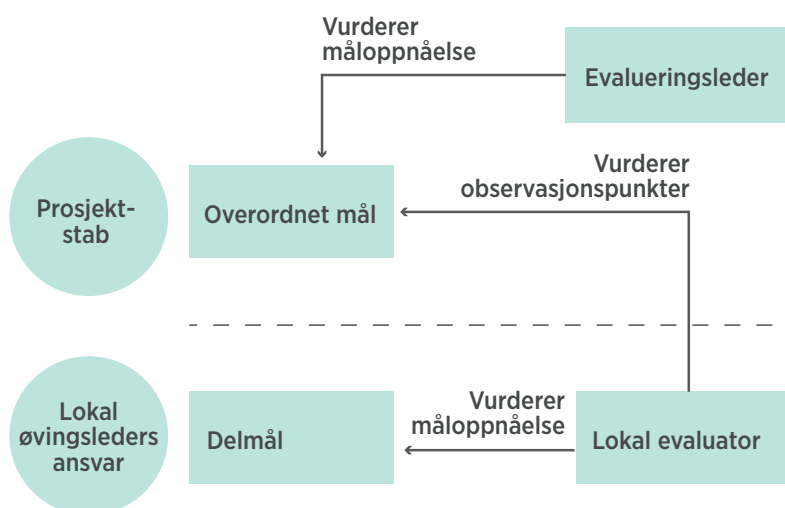 Vurderer
måloppnåelse
Evalueringsleder
Vurderer
observasjonspunkter
Prosjekt-
stab
Overordnet mål
Lokal
øvingsleders
ansvar
Delmål
Vurderer
måloppnåelse
Lokal evaluator